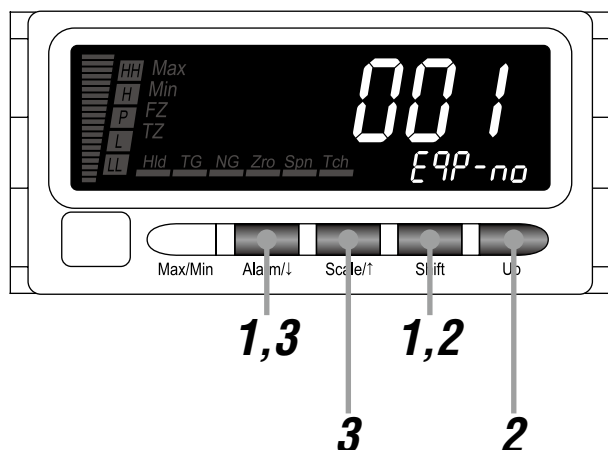 HH Max
H Min
P FZ
L TZ
LL Hld TG NG Zro Spn Tch
001
EqP-no
Max/Min Alarm/↓ Scale/↑ Shift Up
1,3 1,2
3 2